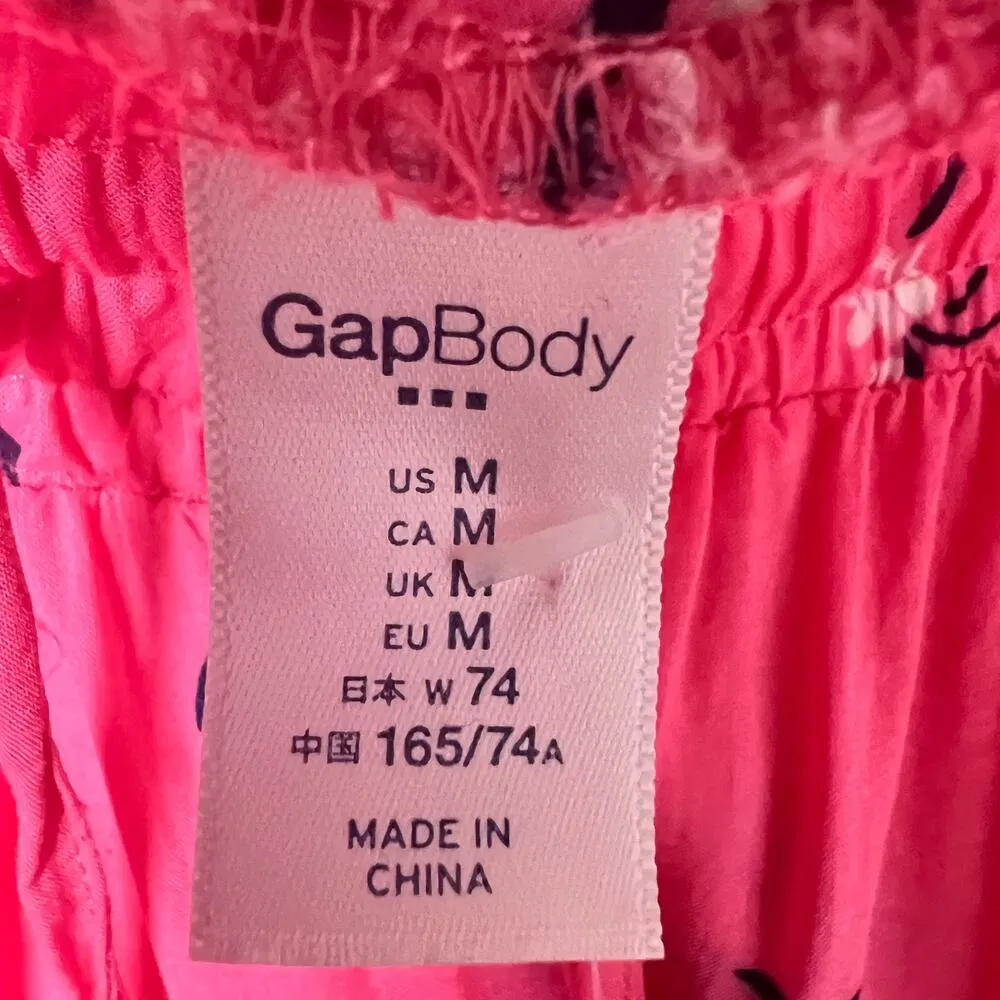 GapBody
US M
CA M
UK M
EU M
日本 W 74
中国 165/74A
MADE IN
CHINA